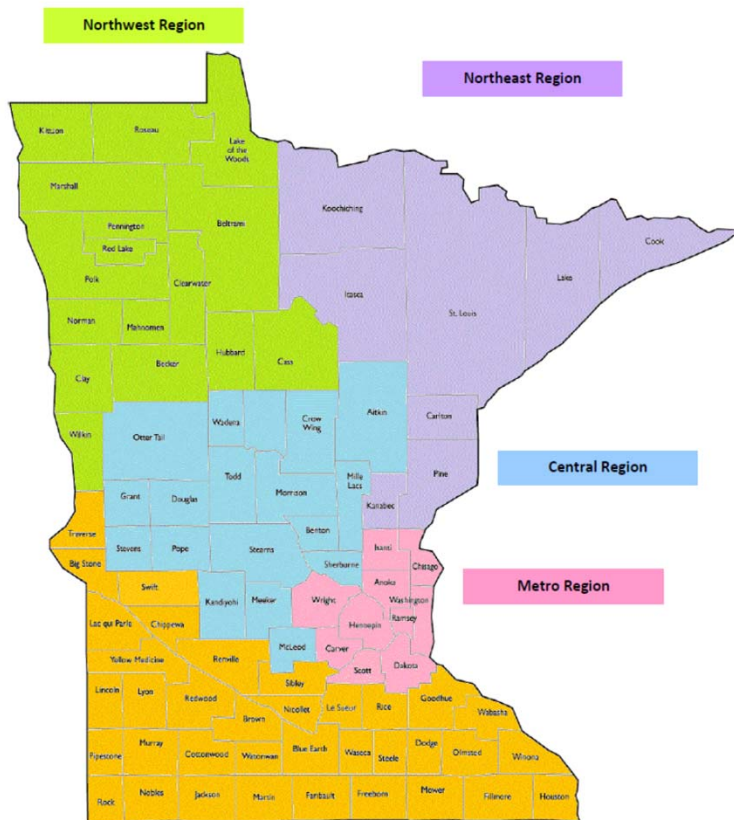 Northwest Region
Northeast Region
Kittson
Roseau
Lake
of the
Woods
Marshall
Koochiching
Beltrami
Pennington
Cook
Red Lake
Lake
Clearwater
Polk
Itasca
St. Louis
Norman
Mahnomen
Hubbard
Cass
Becker
Clay
Aitkin
Carlton
Wadena
Crow
Wing
Wilkin
Otter Tail
Central Region
Pine
Todd
Mille
Lacs
Morrison
Grant
Douglas
Kanabec
Benton
Traverse
Isanti
Stevens
Pope
Stearns
Chisago
Big Stone
Sherburne
Anoka
Metro Region
Swift
Wright
Washington
Kandiyohi
Meeker
Ramsey
Hennepin
Lac qui Parle
Chippewa
McLeod
Carver
Yellow Medicine
Renville
Scott
Dakota
Sibley
Lincoln
Lyon
Redwood
Goodhue
Nicollet
Le Sueur
Rice
Wabasha
Brown
Pipestone
Murray
Cottonwood
Watonwan
Blue Earth
Waseca
Steele
Dodge
Olmsted
Winona
Rock
Nobles
Jackson
Martin
Faribault
Freeborn
Mower
Fillmore
Houston